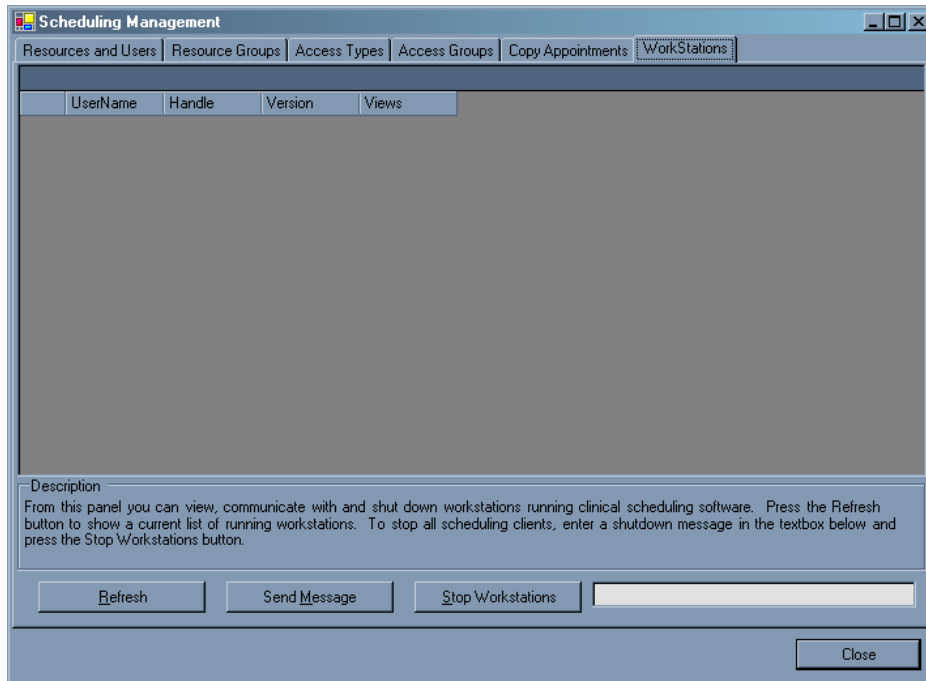 Scheduling Management
Resources and Users Resource Groups Access Types Access Groups Copy Appointments WorkStations
UserName Handle Version Views
Description
From this panel you can view, communicate with and shut down workstations running clinical scheduling software. Press the Refresh
button to show a current list of running workstations. To stop all scheduling clients, enter a shutdown message in the textbox below and
press the Stop Workstations button.
Refresh Send Message Stop Workstations
Close